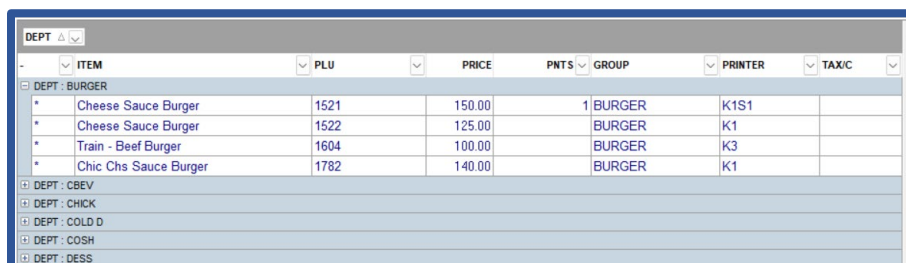 DEPT
- ITEM PLU PRICE PNTS GROUP PRINTER TAX/C
DEPT : BURGER
* Cheese Sauce Burger 1521 150.00 1 BURGER K1S1
* Cheese Sauce Burger 1522 125.00 BURGER K1
* Train - Beef Burger 1604 100.00 BURGER K3
* Chic Chs Sauce Burger 1782 140.00 BURGER K1
DEPT : CBEV
DEPT : CHICK
DEPT : COLD D
DEPT : COSH
DEPT : DESS